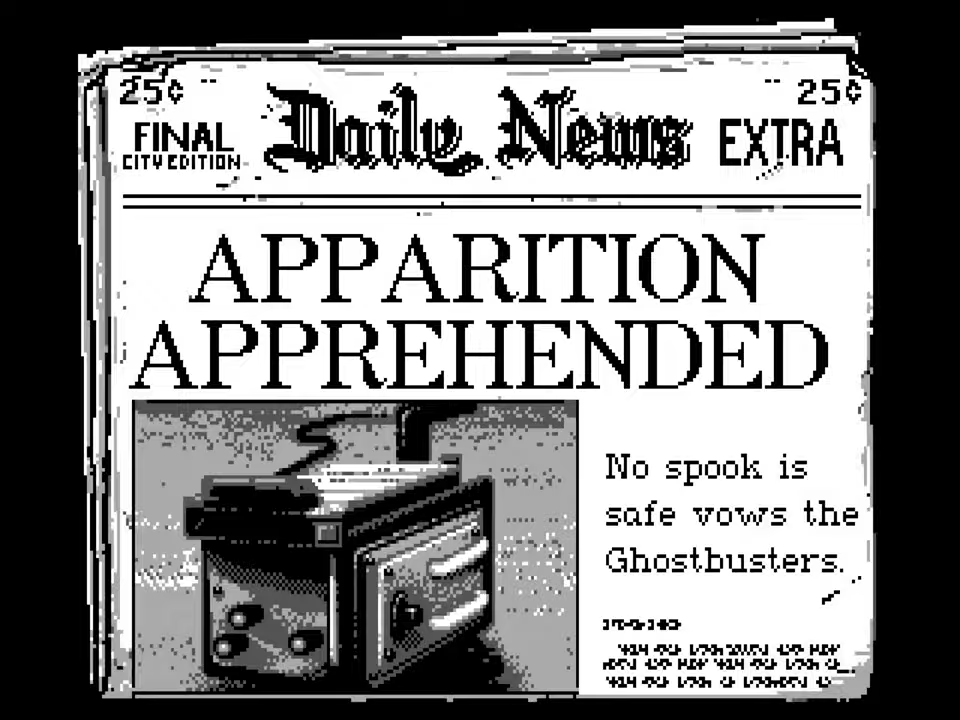 25¢ 25¢
FINAL
CITY EDITION
Daily News
EXTRA
APPARITION
APPREHENDED
No spook is
safe vows the
Ghostbusters.